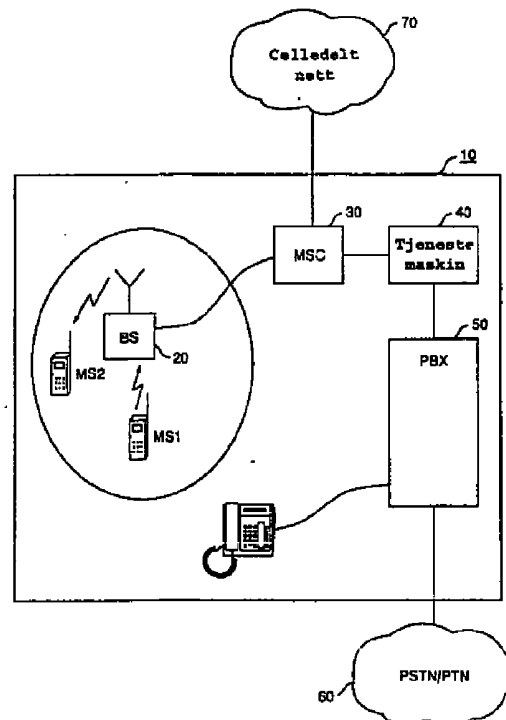 70
Celledelt
nett
10
30
40
MSC
Tjeneste
maskin
50
BS
20
PBX
MS2
MS1
PSTN/PTN
60